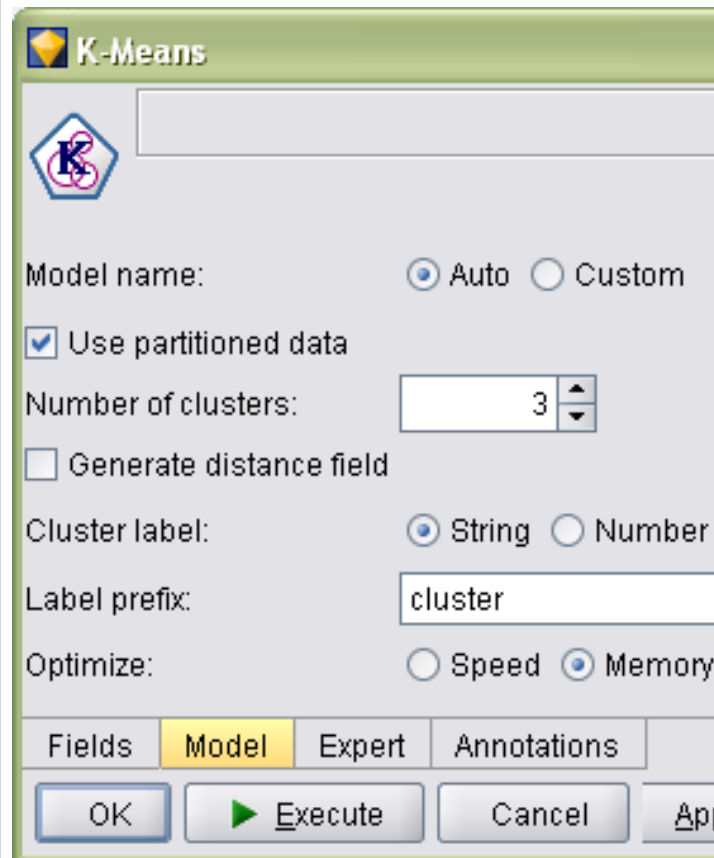 K-Means
K
Model name: Auto Custom
Use partitioned data
Number of clusters: 3
Generate distance field
Cluster label: String Number
Label prefix: cluster
Optimize: Speed Memory
Fields Model Expert Annotations
OK Execute Cancel